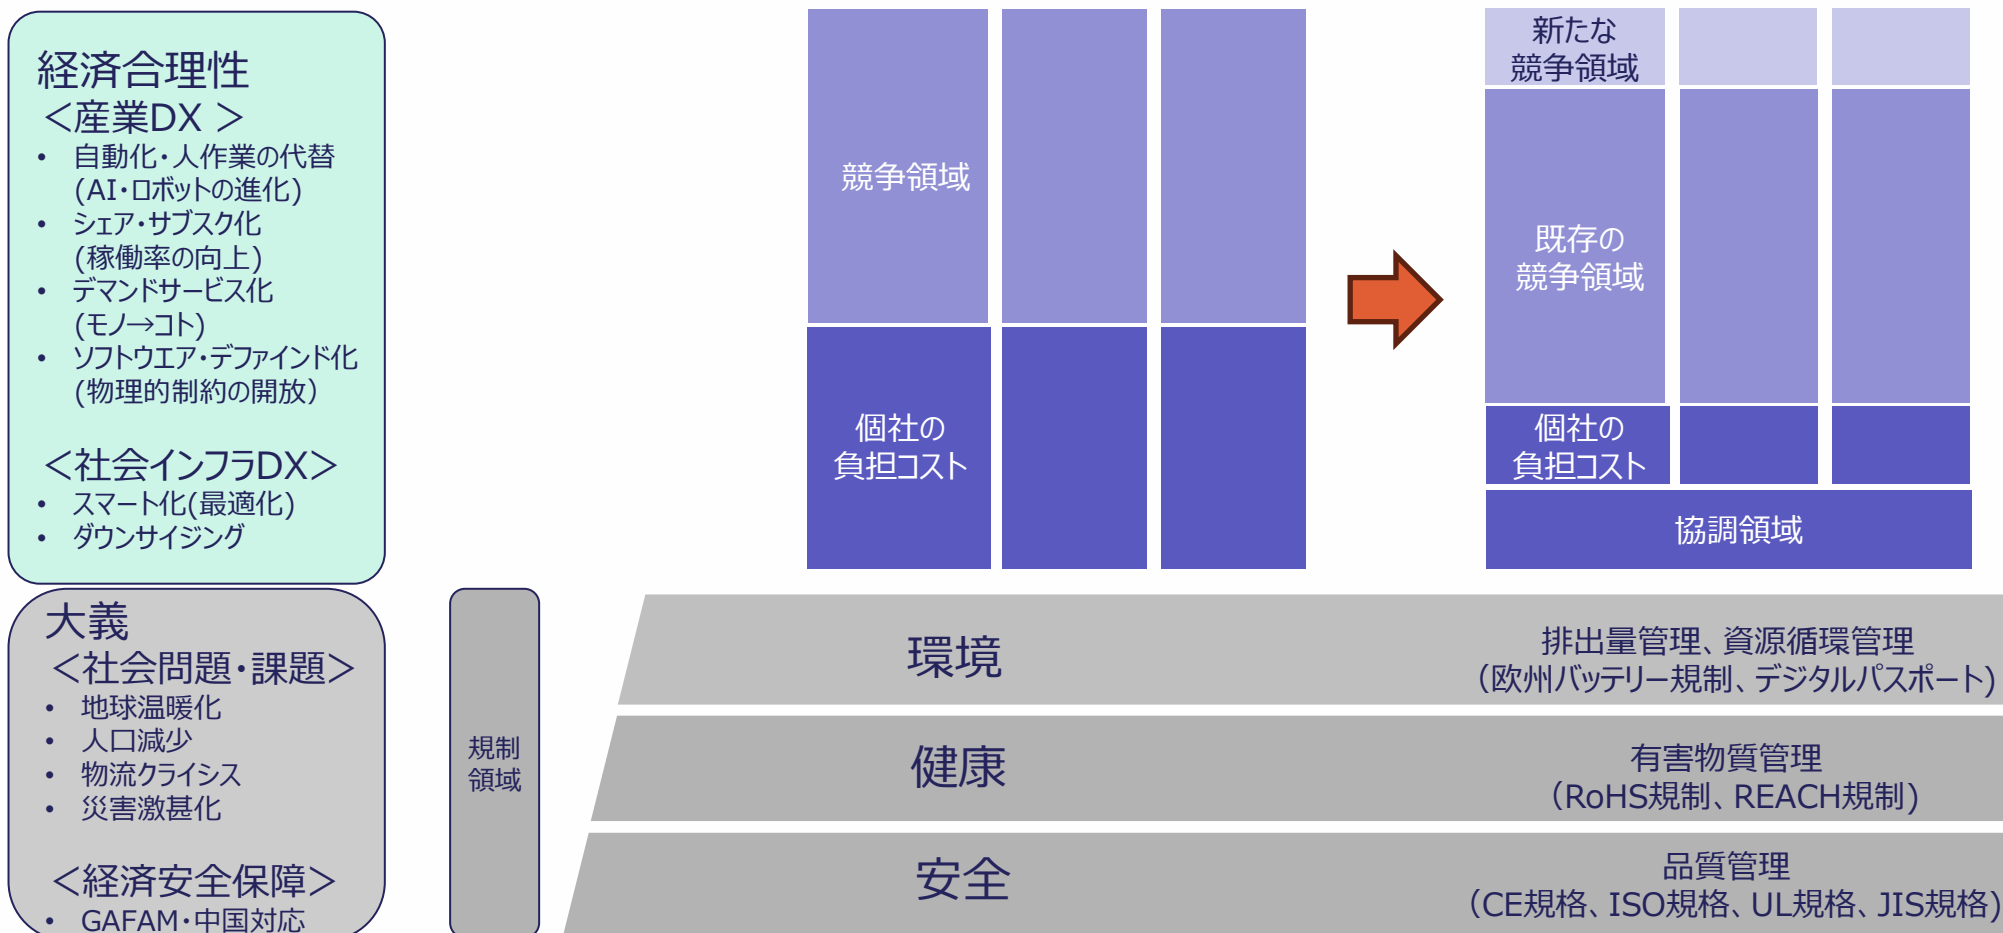 経済合理性
＜産業DX ＞
• 自動化・人作業の代替
(AI・ロボットの進化)
• シェア・サブスク化
(稼働率の向上)
• デマンドサービス化
(モノ→コト)
• ソフトウエア・デファインド化
(物理的制約の開放）
＜社会インフラDX＞
• スマート化(最適化)
• ダウンサイジング
大義
＜社会問題・課題＞
• 地球温暖化
• 人口減少
• 物流クライシス
• 災害激甚化
＜経済安全保障＞
• GAFAM・中国対応
規制
領域
競争領域
個社の
負担コスト
新たな
競争領域
既存の
競争領域
個社の
負担コスト
協調領域
環境
排出量管理、資源循環管理
（欧州バッテリー規制、デジタルパスポート)
健康
有害物質管理
（RoHS規制、REACH規制)
安全
品質管理
（CE規格、ISO規格、UL規格、JIS規格)